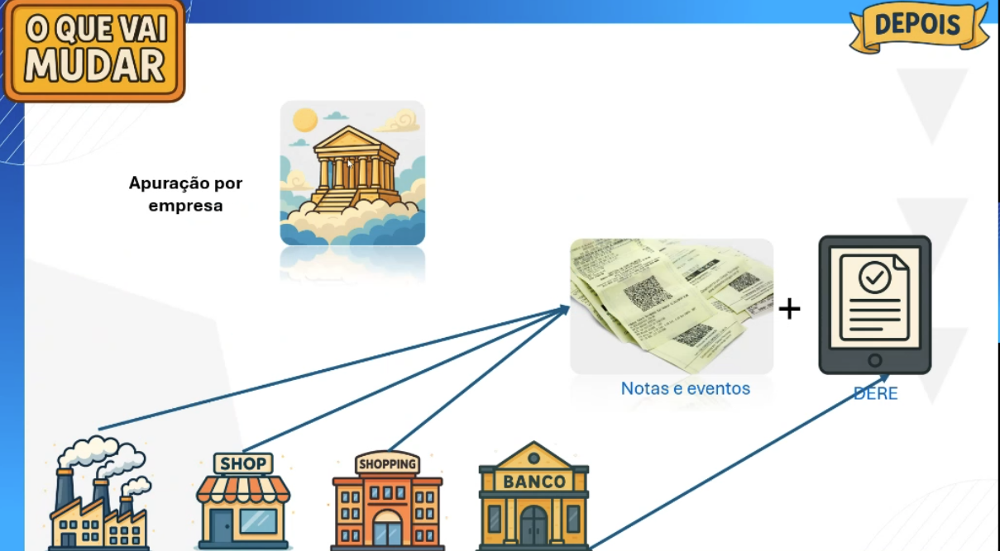 O QUE VAI
MUDAR
DEPOIS
Apuração por
empresa
+
Notas e eventos
DERE
SHOP
SHOPPING
BANCO